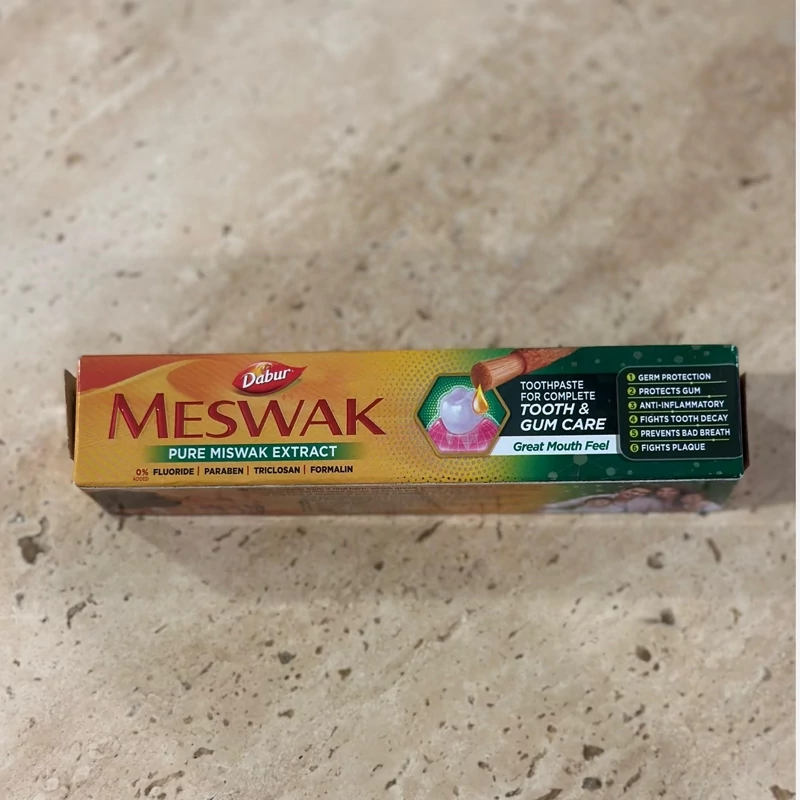 Dabur
MESWAK
PURE MISWAK EXTRACT
0% ADDED FLUORIDE | PARABEN | TRICLOSAN | FORMALIN
TOOTHPASTE
FOR COMPLETE
TOOTH &
GUM CARE
Great Mouth Feel
1 GERM PROTECTION
2 PROTECTS GUM
3 ANTI-INFLAMMATORY
4 FIGHTS TOOTH DECAY
5 PREVENTS BAD BREATH
6 FIGHTS PLAQUE